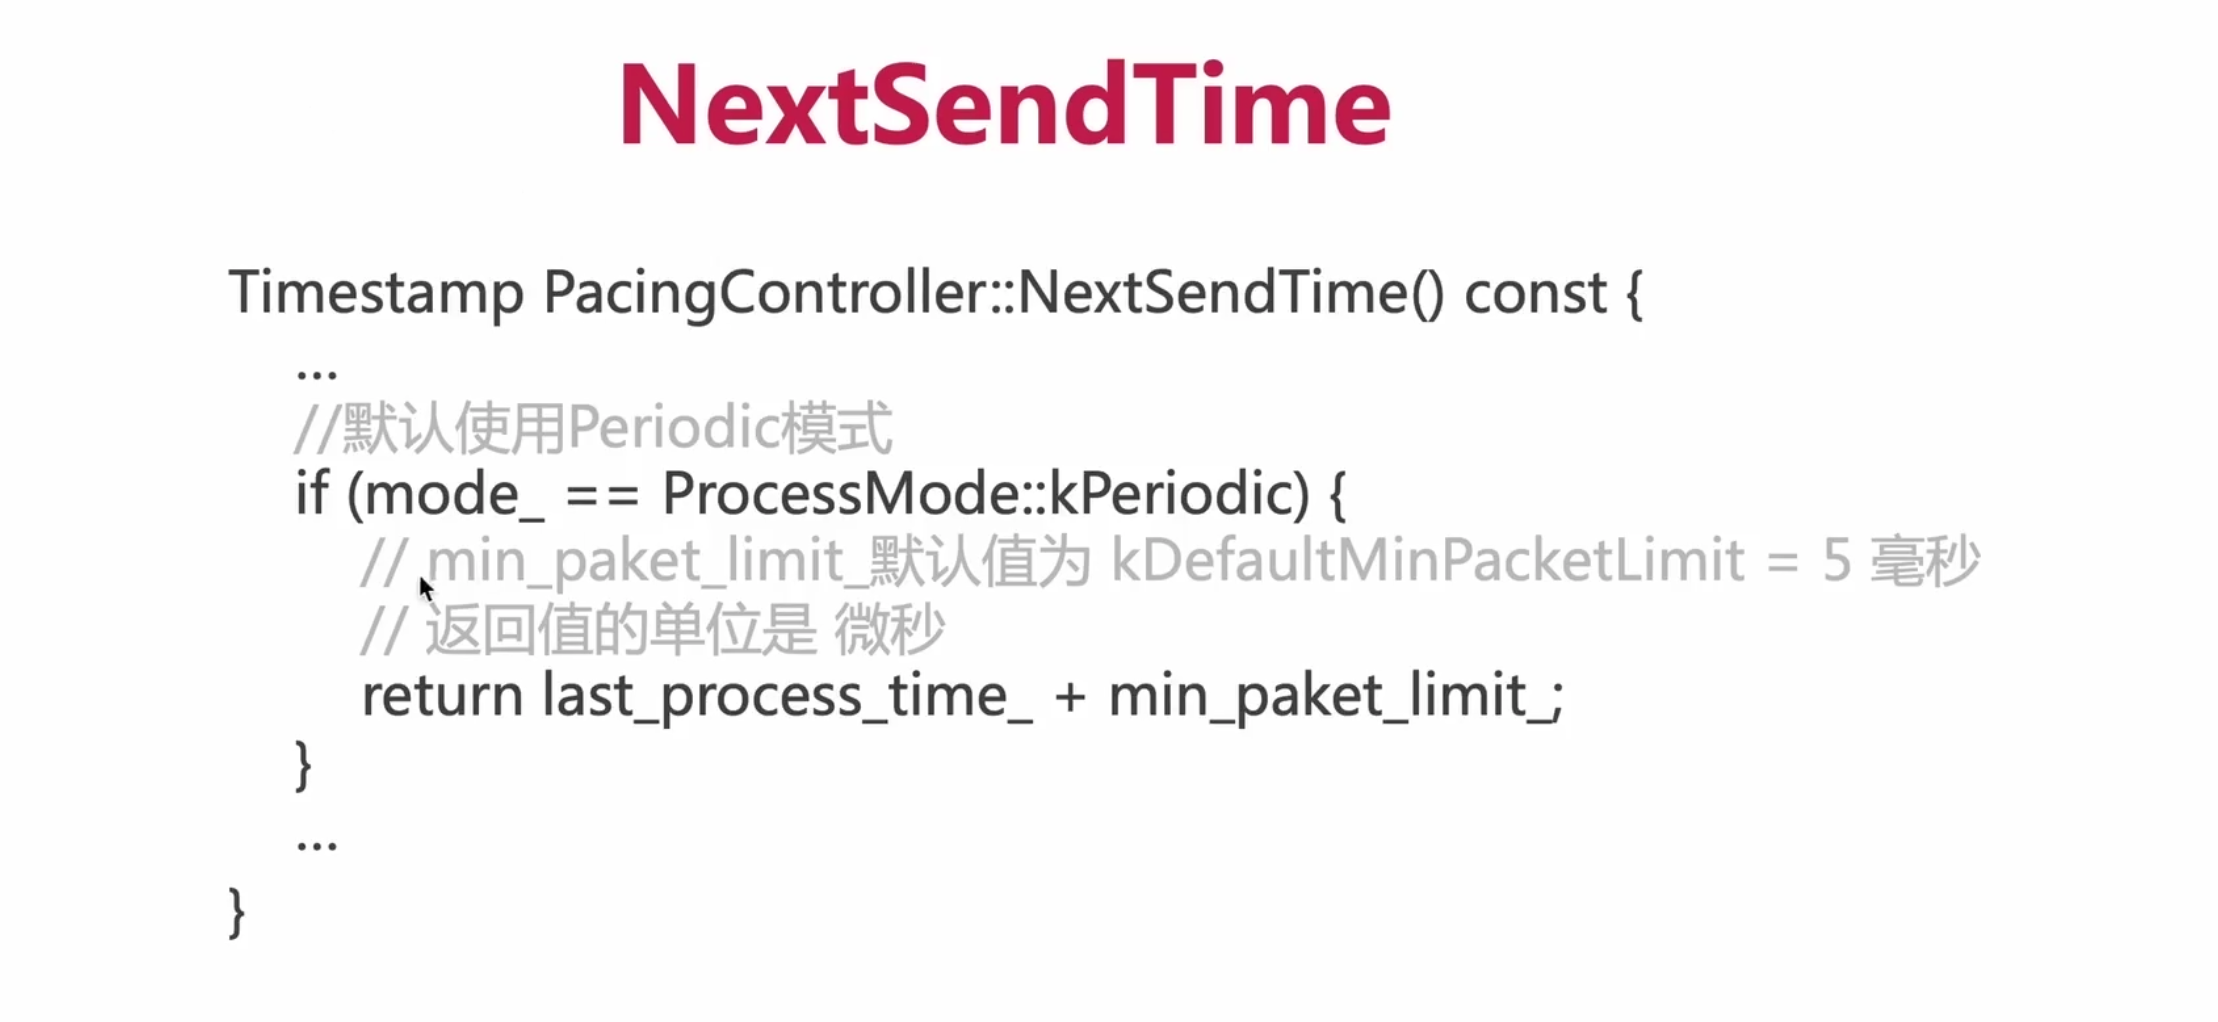 NextSendTime
Timestamp PacingController::NextSendTime() const {
...
//默认使用Periodic模式
if (mode_ == ProcessMode::kPeriodic) {
// min_paket_limit_默认值为 kDefaultMinPacketLimit = 5 毫秒
// 返回值的单位是 微秒
return last_process_time_ + min_paket_limit_;
}
...
}